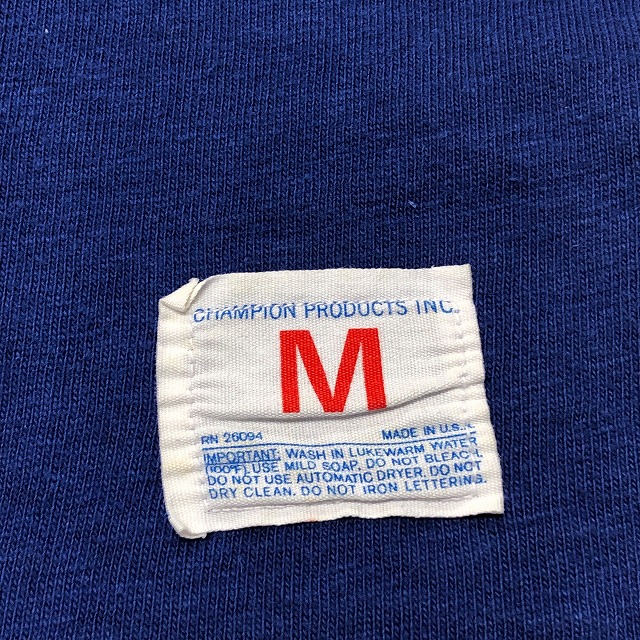 CHAMPION PRODUCTS INC.
M
RN 26094 MADE IN U.S.A
IMPORTANT: WASH IN LUKEWARM WATER
(100°F) USE MILD SOAP. DO NOT BLEACH.
DO NOT USE AUTOMATIC DRYER. DO NOT
DRY CLEAN. DO NOT IRON LETTERING.